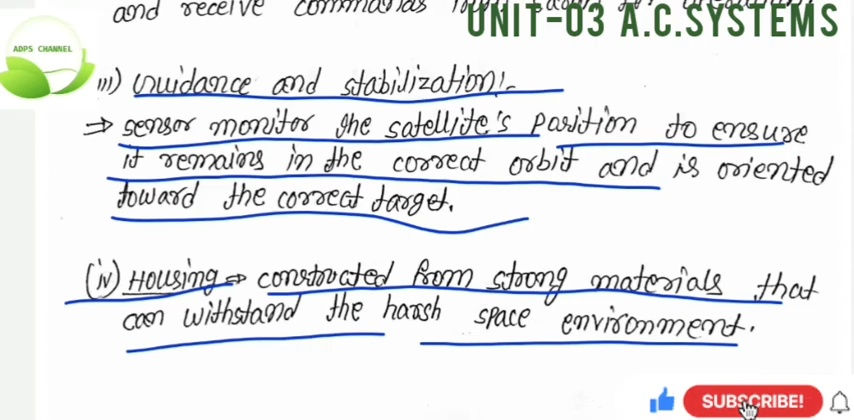 and receive commands
UNIT-03 A.C.SYSTEMS
ADPS CHANNEL
iii) Guidance and stabilization:-
⇒ sensor monitor the satellite's position to ensure
it remains in the correct orbit and is oriented
toward the correct target.
(iv) Housing ⇒ constructed from strong materials that
can withstand the harsh space environment.
SUBSCRIBE!